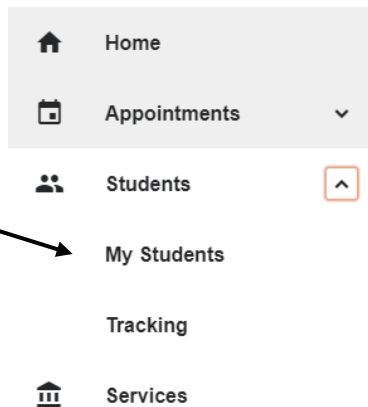 Home
Appointments
Students
My Students
Tracking
Services